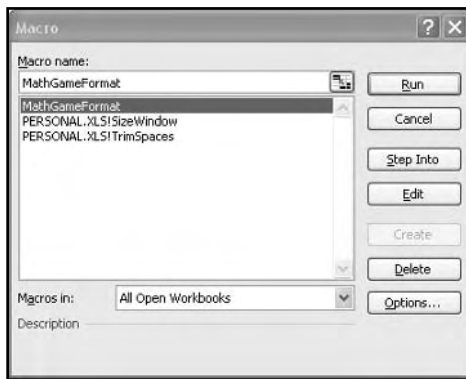 Macro
Macro name:
MathGameFormat
MathGameFormat
PERSONAL.XLS!SizeWindow
PERSONAL.XLS!TrimSpaces
Macros in:
All Open Workbooks
Description
Run
Cancel
Step Into
Edit
Create
Delete
Options...